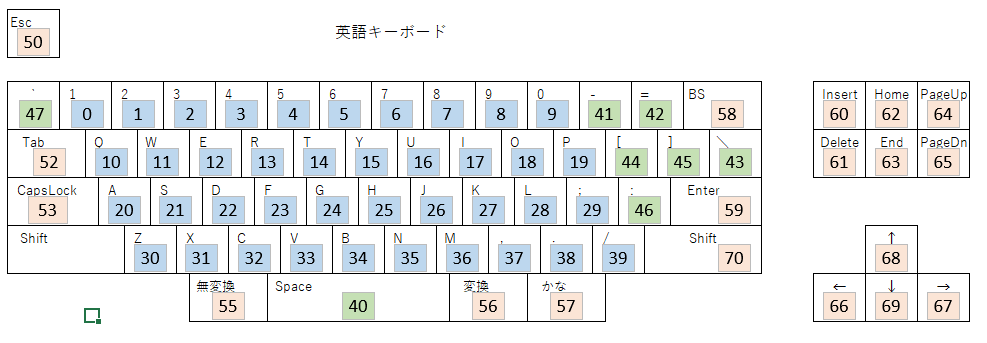 Esc
50
英語キーボード
` 1 2 3 4 5 6 7 8 9 0 - = BS
47 0 1 2 3 4 5 6 7 8 9 41 42 58
Insert Home PageUp
60 62 64
Tab Q W E R T Y U I O P [ ] \
52 10 11 12 13 14 15 16 17 18 19 44 45 43
Delete End PageDn
61 63 65
CapsLock A S D F G H J K L ; : Enter
53 20 21 22 23 24 25 26 27 28 29 46 59
Shift Z X C V B N M , . / Shift
30 31 32 33 34 35 36 37 38 39 70
↑
68
無変換 Space 変換 かな
55 40 56 57
← ↓ →
66 69 67